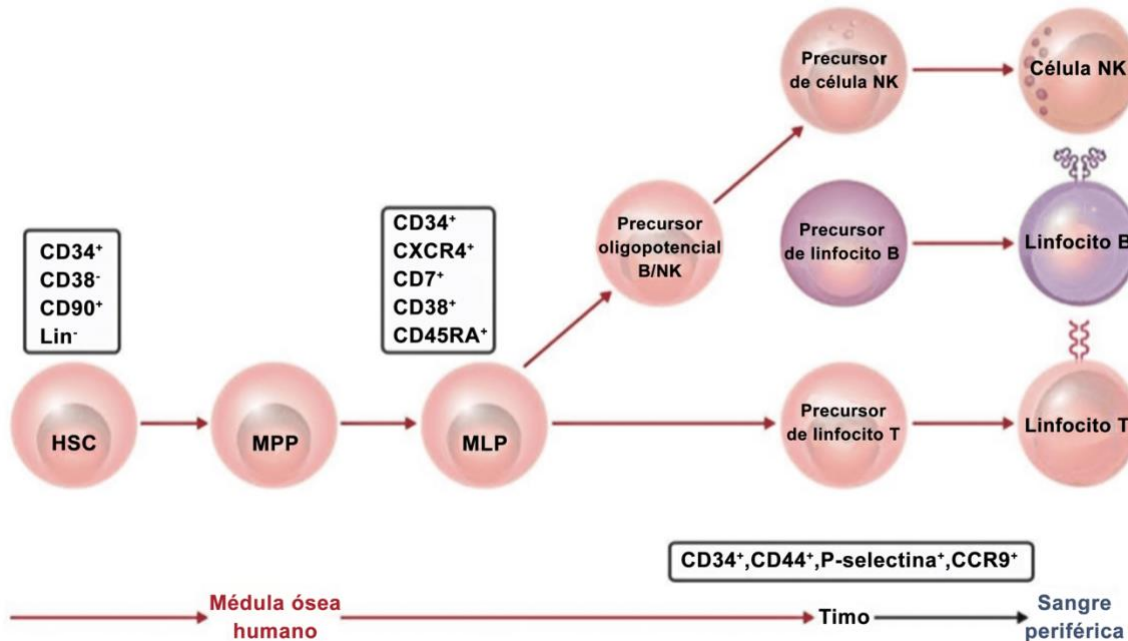 Precursor
de célula NK
Célula NK
CD34⁺
CD38⁻
CD90⁺
Lin⁻
CD34⁺
CXCR4⁺
CD7⁺
CD38⁺
CD45RA⁺
Precursor
oligopotencial
B/NK
Precursor
de linfocito B
Linfocito B
HSC
MPP
MLP
Precursor
de linfocito T
Linfocito T
CD34⁺,CD44⁺,P-selectina⁺,CCR9⁺
Médula ósea
humano
Timo
Sangre
periférica